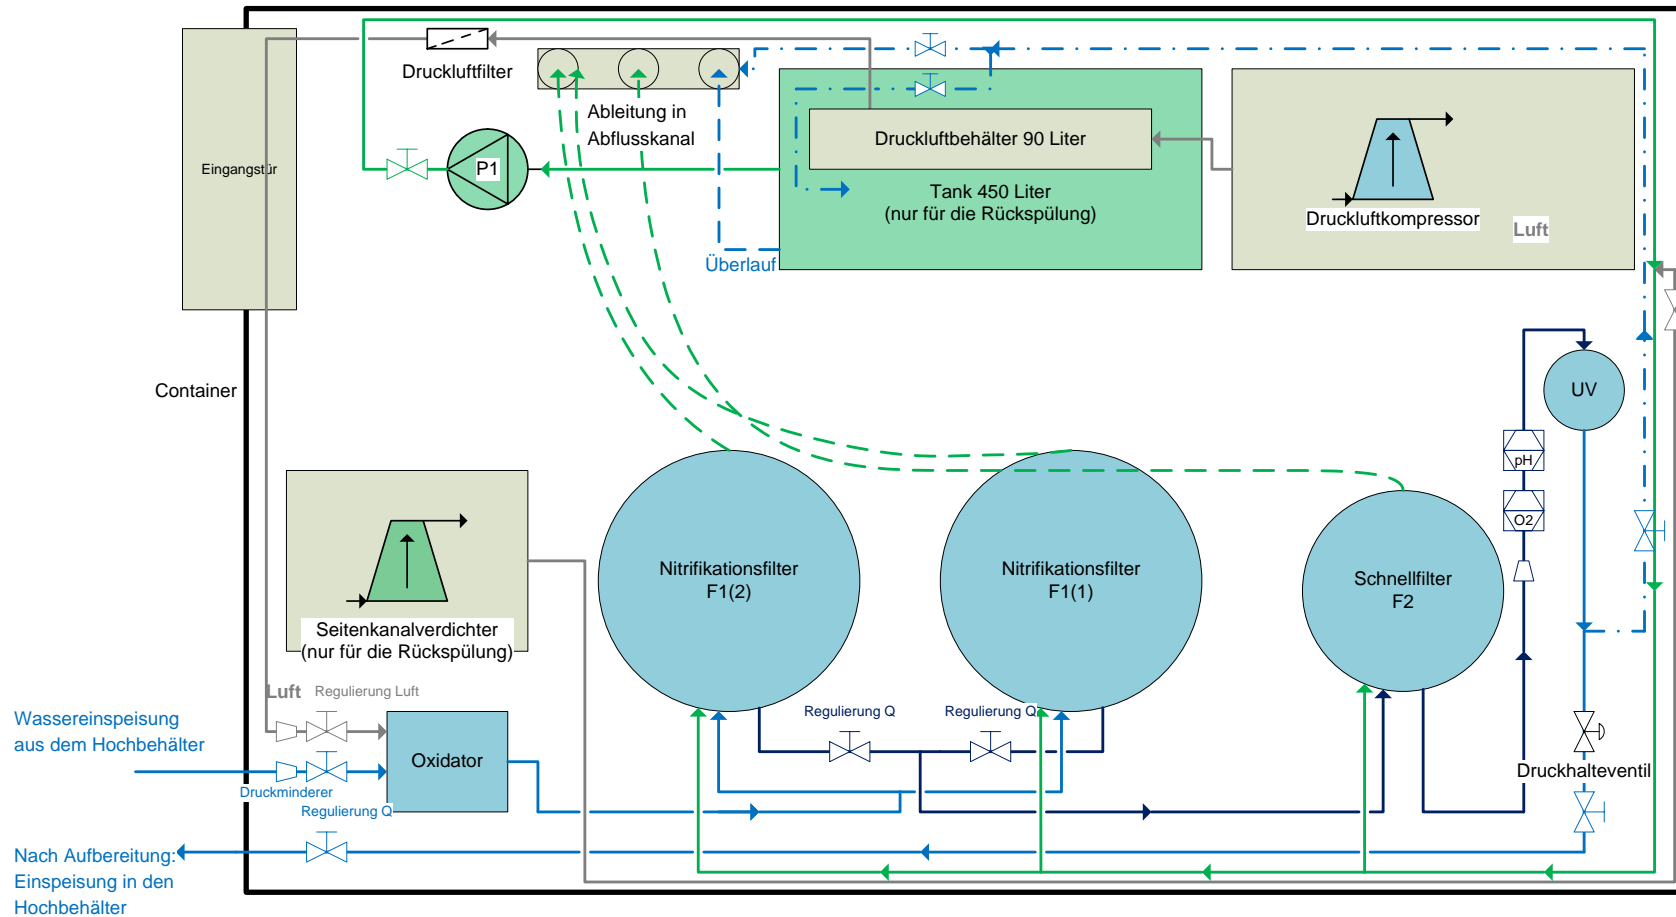 Druckluftfilter
Eingangstür
Ableitung in
Abflusskanal
P1
Überlauf
Druckluftbehälter 90 Liter
Tank 450 Liter
(nur für die Rückspülung)
Druckluftkompressor
Luft
Container
UV
pH
O2
Nitrifikationsfilter
F1(2)
Nitrifikationsfilter
F1(1)
Schnellfilter
F2
Seitenkanalverdichter
(nur für die Rückspülung)
Luft
Regulierung Luft
Regulierung Q
Regulierung Q
Wassereinspeisung
aus dem Hochbehälter
Oxidator
Druckminderer
Regulierung Q
Druckhalteventil
Nach Aufbereitung:
Einspeisung in den
Hochbehälter